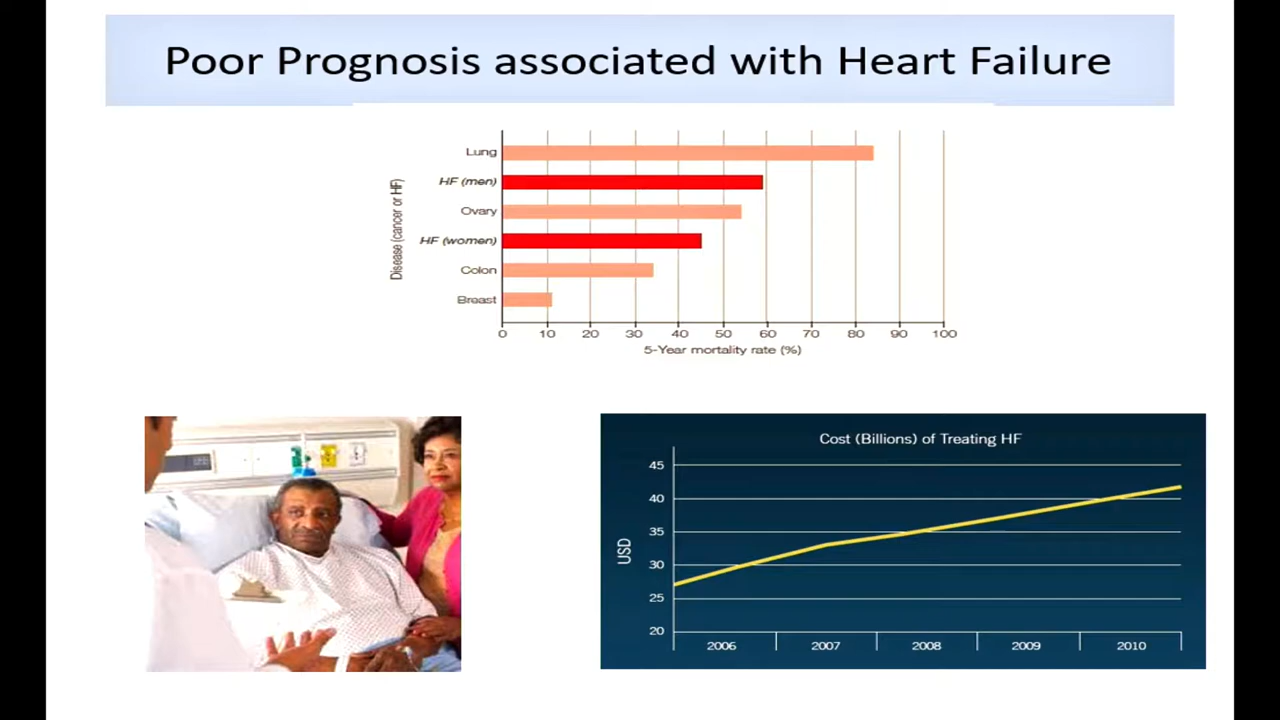 Poor Prognosis associated with Heart Failure
Disease (cancer or HF)
Lung
HF (men)
Ovary
HF (women)
Colon
Breast
0 10 20 30 40 50 60 70 80 90 100
5-Year mortality rate (%)
Cost (Billions) of Treating HF
USD
45
40
35
30
25
20
2006 2007 2008 2009 2010